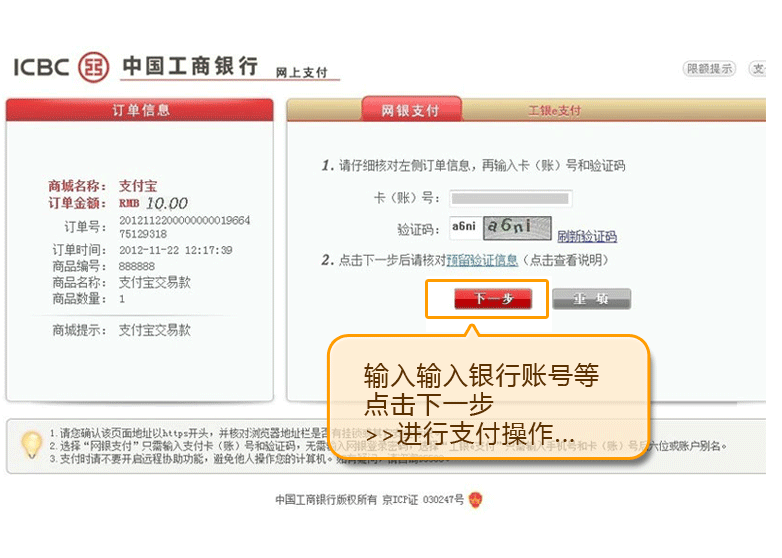 ICBC 中国工商银行 网上支付
限额提示
订单信息
网银支付
工银e支付
商城名称： 支付宝
订单金额： RMB 10.00
订单号： 2012112200000000019664
75129318
订单时间： 2012-11-22 12:17:39
商品编号： 888888
商品名称： 支付宝交易款
商品数量： 1
商城提示： 支付宝交易款
1. 请仔细核对左侧订单信息，再输入卡（账）号和验证码
卡（账）号：
验证码： a6ni a6ni 刷新验证码
2. 点击下一步后请核对预留验证信息（点击查看说明）
下一步
重 填
输入输入银行账号等
点击下一步
>>进行支付操作...
1.请您确认该页面地址以https开头，并核对浏览器地址栏是否
2.选择“网银支付”只需输入支付卡（账）号和验证码，无需 六位或账户别名。
3.支付时请不要开启远程协助功能，避免他人操作您的计算机。
中国工商银行版权所有 京ICP证 030247号